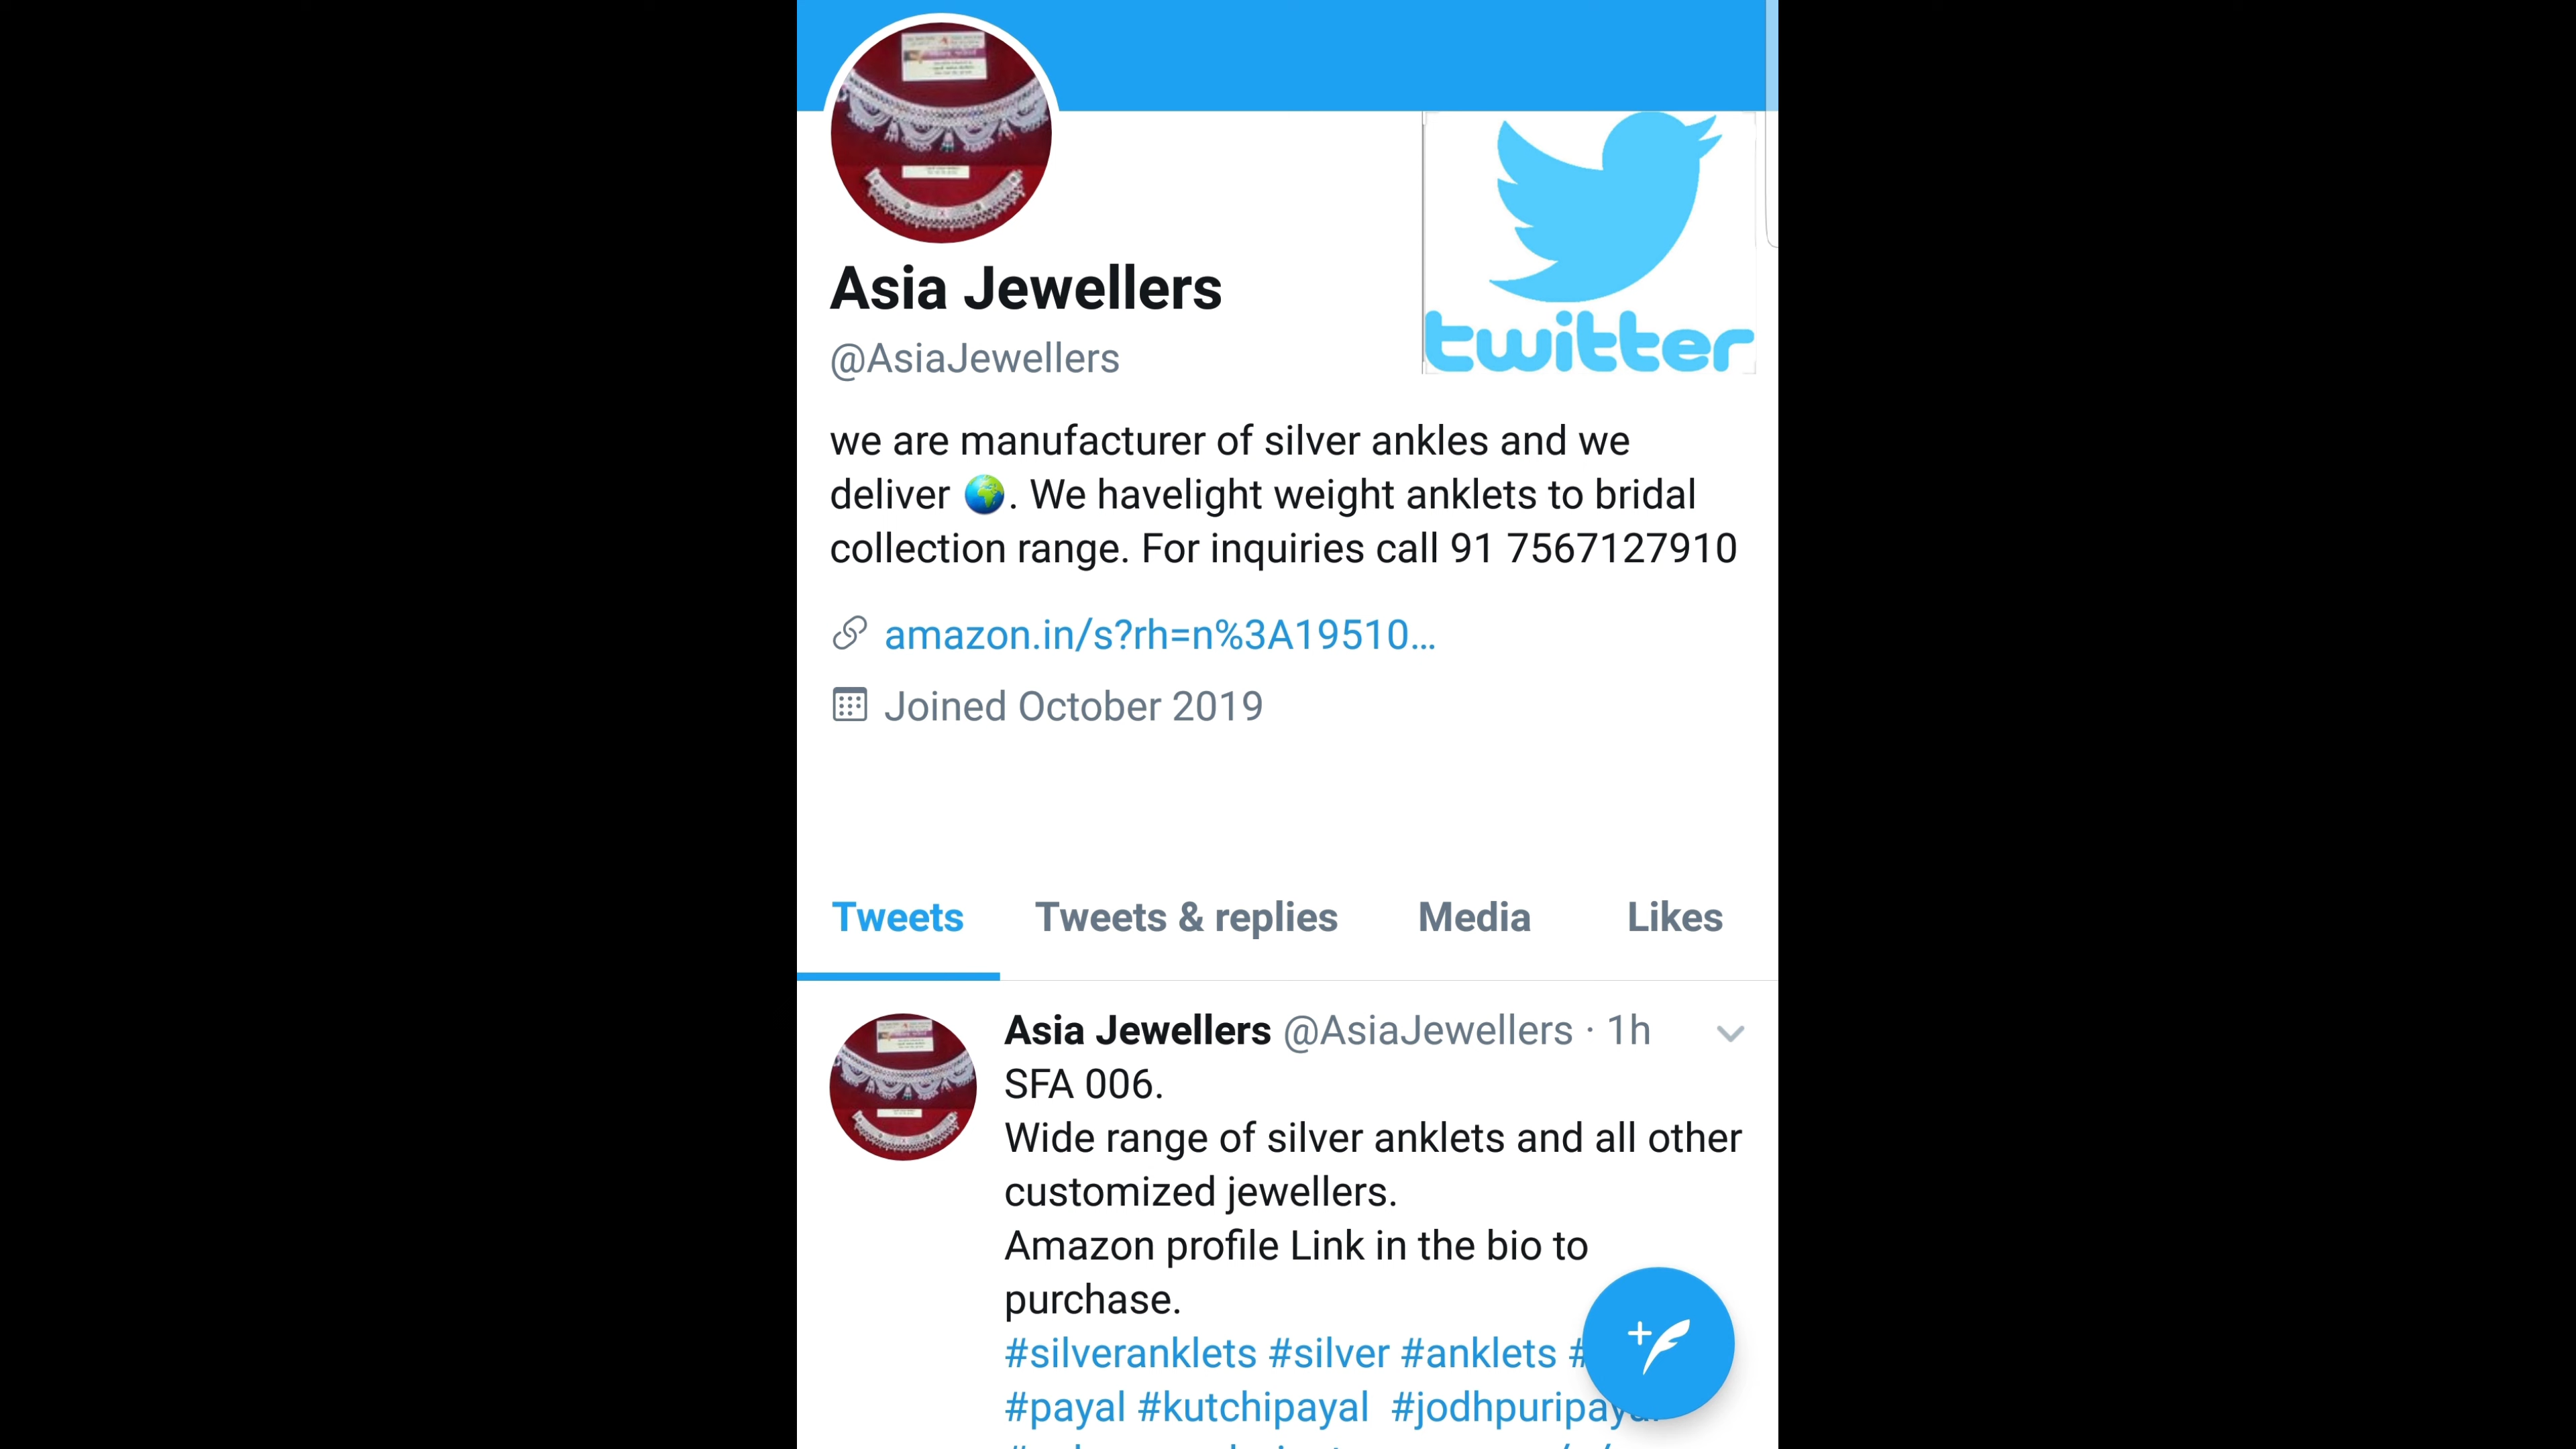 twitter
Asia Jewellers
@AsiaJewellers
we are manufacturer of silver ankles and we
deliver 🌍. We havelight weight anklets to bridal
collection range. For inquiries call 91 7567127910
amazon.in/s?rh=n%3A19510…
Joined October 2019
Tweets Tweets & replies Media Likes
Asia Jewellers @AsiaJewellers · 1h
SFA 006.
Wide range of silver anklets and all other
customized jewellers.
Amazon profile Link in the bio to
purchase.
#silveranklets #silver #anklets #
#payal #kutchipayal #jodhpuripayal